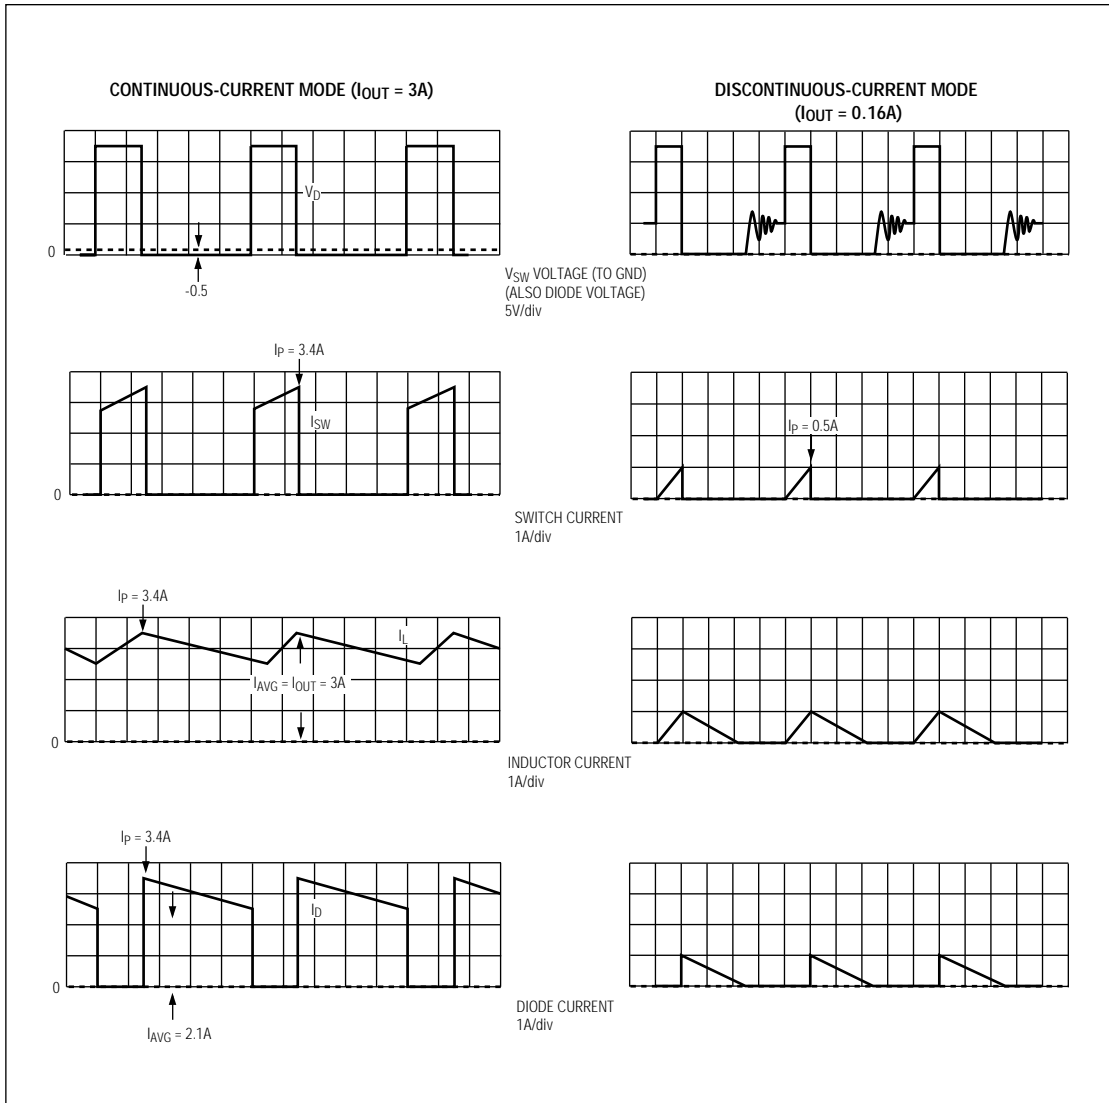 CONTINUOUS-CURRENT MODE (IOUT = 3A)
DISCONTINUOUS-CURRENT MODE
(IOUT = 0.16A)
VD
0
-0.5
VSW VOLTAGE (TO GND)
(ALSO DIODE VOLTAGE)
5V/div
IP = 3.4A
ISW
0
IP = 0.5A
SWITCH CURRENT
1A/div
IP = 3.4A
IL
IAVG = IOUT = 3A
0
INDUCTOR CURRENT
1A/div
IP = 3.4A
ID
0
IAVG = 2.1A
DIODE CURRENT
1A/div